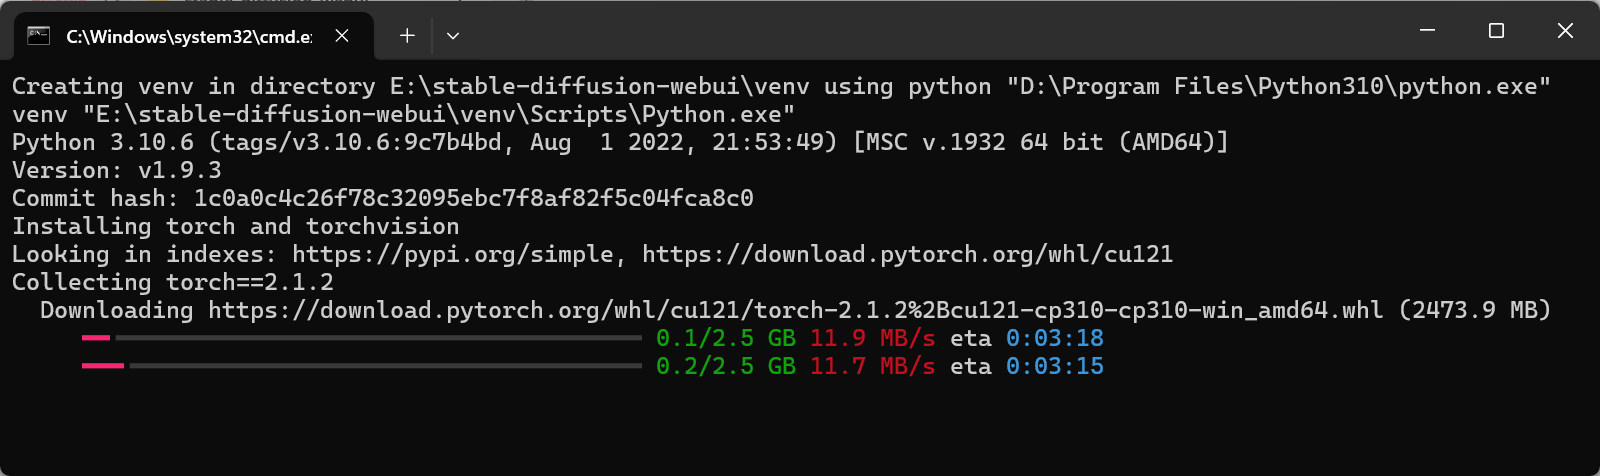 C:\Windows\system32\cmd.e
Creating venv in directory E:\stable-diffusion-webui\venv using python "D:\Program Files\Python310\python.exe"
venv "E:\stable-diffusion-webui\venv\Scripts\Python.exe"
Python 3.10.6 (tags/v3.10.6:9c7b4bd, Aug  1 2022, 21:53:49) [MSC v.1932 64 bit (AMD64)]
Version: v1.9.3
Commit hash: 1c0a0c4c26f78c32095ebc7f8af82f5c04fca8c0
Installing torch and torchvision
Looking in indexes: https://pypi.org/simple, https://download.pytorch.org/whl/cu121
Collecting torch==2.1.2
Downloading https://download.pytorch.org/whl/cu121/torch-2.1.2%2Bcu121-cp310-cp310-win_amd64.whl (2473.9 MB)
0.1/2.5 GB 11.9 MB/s eta 0:03:18
0.2/2.5 GB 11.7 MB/s eta 0:03:15